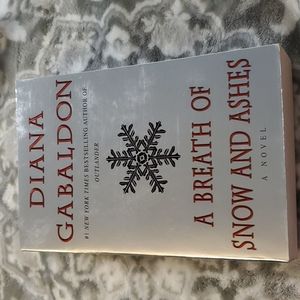 DIANA
GABALDON
#1 NEW YORK TIMES BESTSELLING AUTHOR OF
OUTLANDER
A BREATH OF
SNOW AND ASHES
A NOVEL